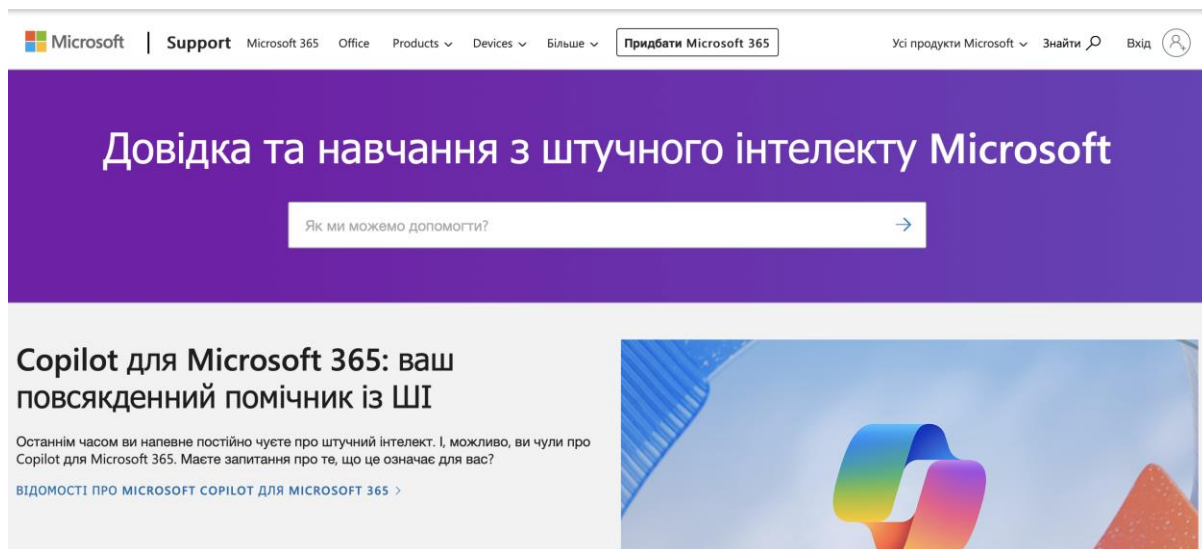 Microsoft Support Microsoft 365 Office Products Devices Більше Придбати Microsoft 365 Усі продукти Microsoft Знайти Вхід
Довідка та навчання з штучного інтелекту Microsoft
Як ми можемо допомогти?
Copilot для Microsoft 365: ваш
повсякденний помічник із ШІ
Останнім часом ви напевне постійно чуєте про штучний інтелект. І, можливо, ви чули про
Copilot для Microsoft 365. Маєте запитання про те, що це означає для вас?
ВІДОМОСТІ ПРО MICROSOFT COPILOT ДЛЯ MICROSOFT 365 >